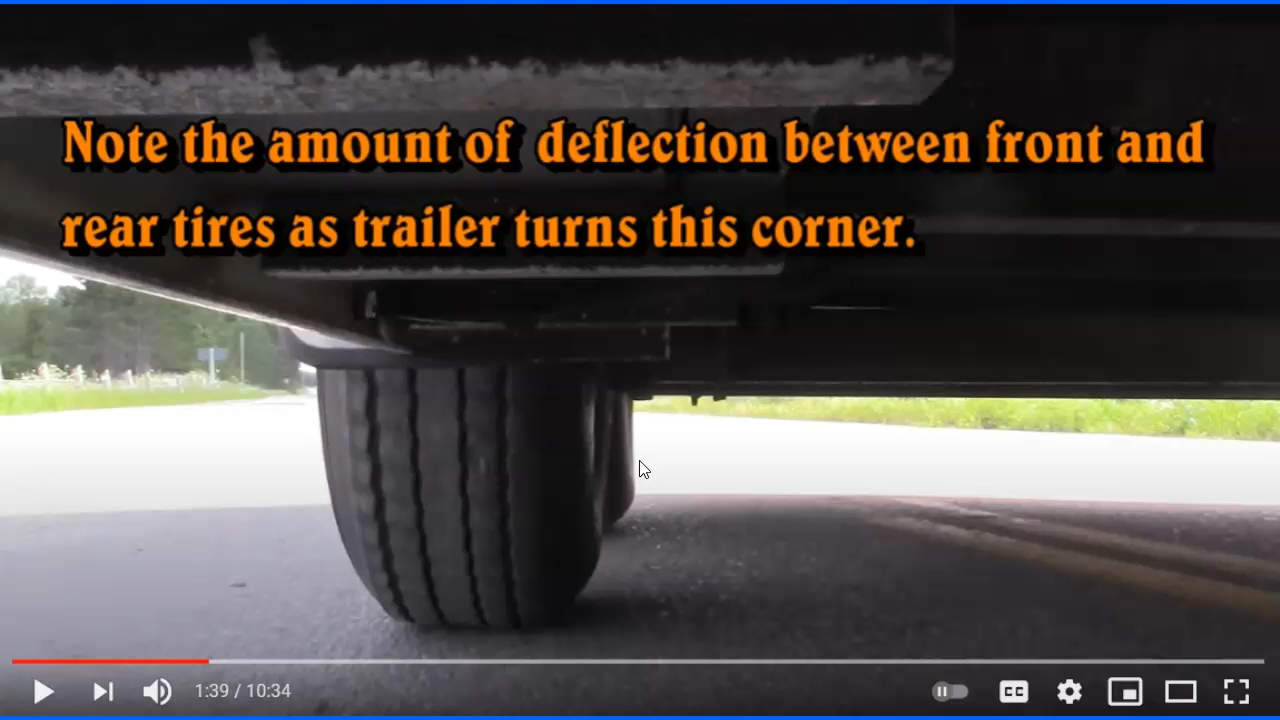 Note the amount of deflection between front and
rear tires as trailer turns this corner.
1:39 / 10:34
CC